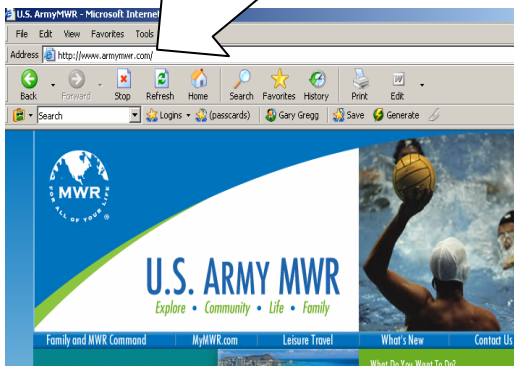 U.S. ArmyMWR - Microsoft Internet
File Edit View Favorites Tools
Address http://www.armymwr.com/
Back Forward Stop Refresh Home Search Favorites History Print Edit
Search Logins (passcards) Gary Gregg Save Generate
MWR
FOR ALL OF YOUR LIFE
®
U.S. ARMY MWR
Explore • Community • Life • Family
Family and MWR Command MyMWR.com Leisure Travel What's New Contact Us
What Do You Want To Do?